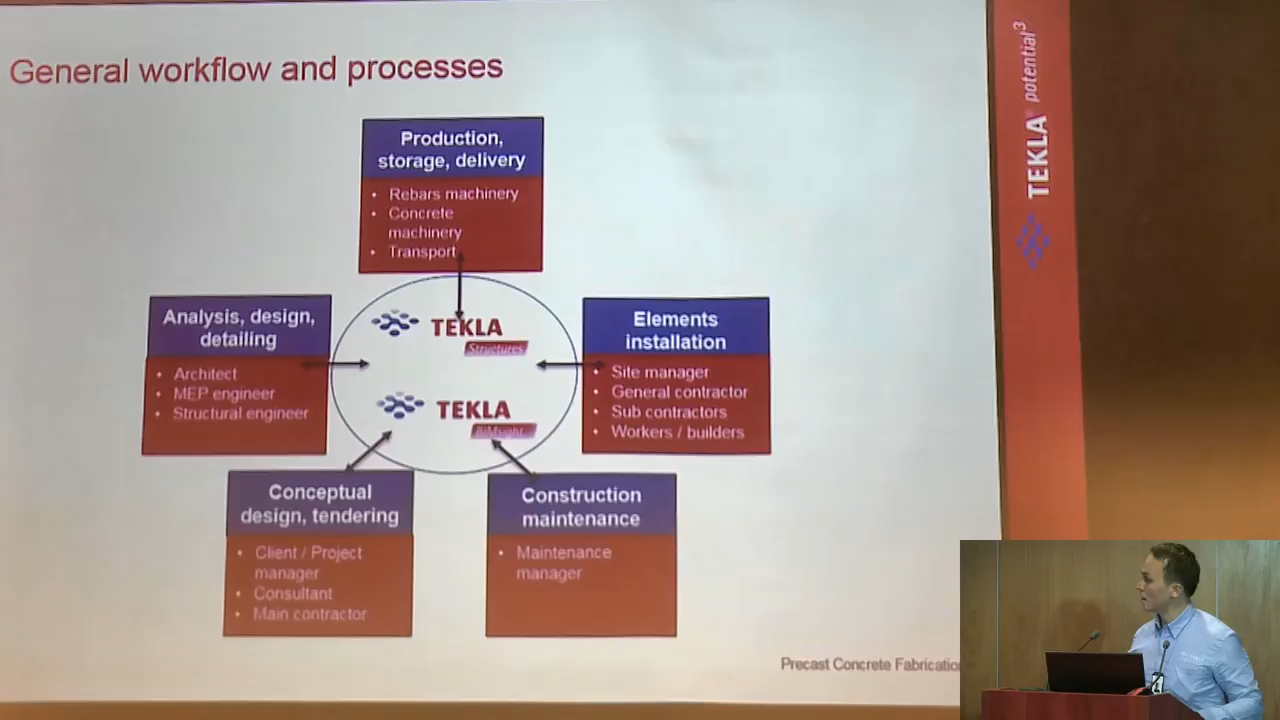 General workflow and processes
Production,
storage, delivery
• Rebars machinery
• Concrete
machinery
• Transport
Analysis, design,
detailing
• Architect
• MEP engineer
• Structural engineer
TEKLA
Structures
TEKLA
BIMsight
Elements
installation
• Site manager
• General contractor
• Sub contractors
• Workers / builders
Conceptual
design, tendering
• Client / Project
manager
• Consultant
• Main contractor
Construction
maintenance
• Maintenance
manager
Precast Concrete Fabricatio
TEKLA potential³